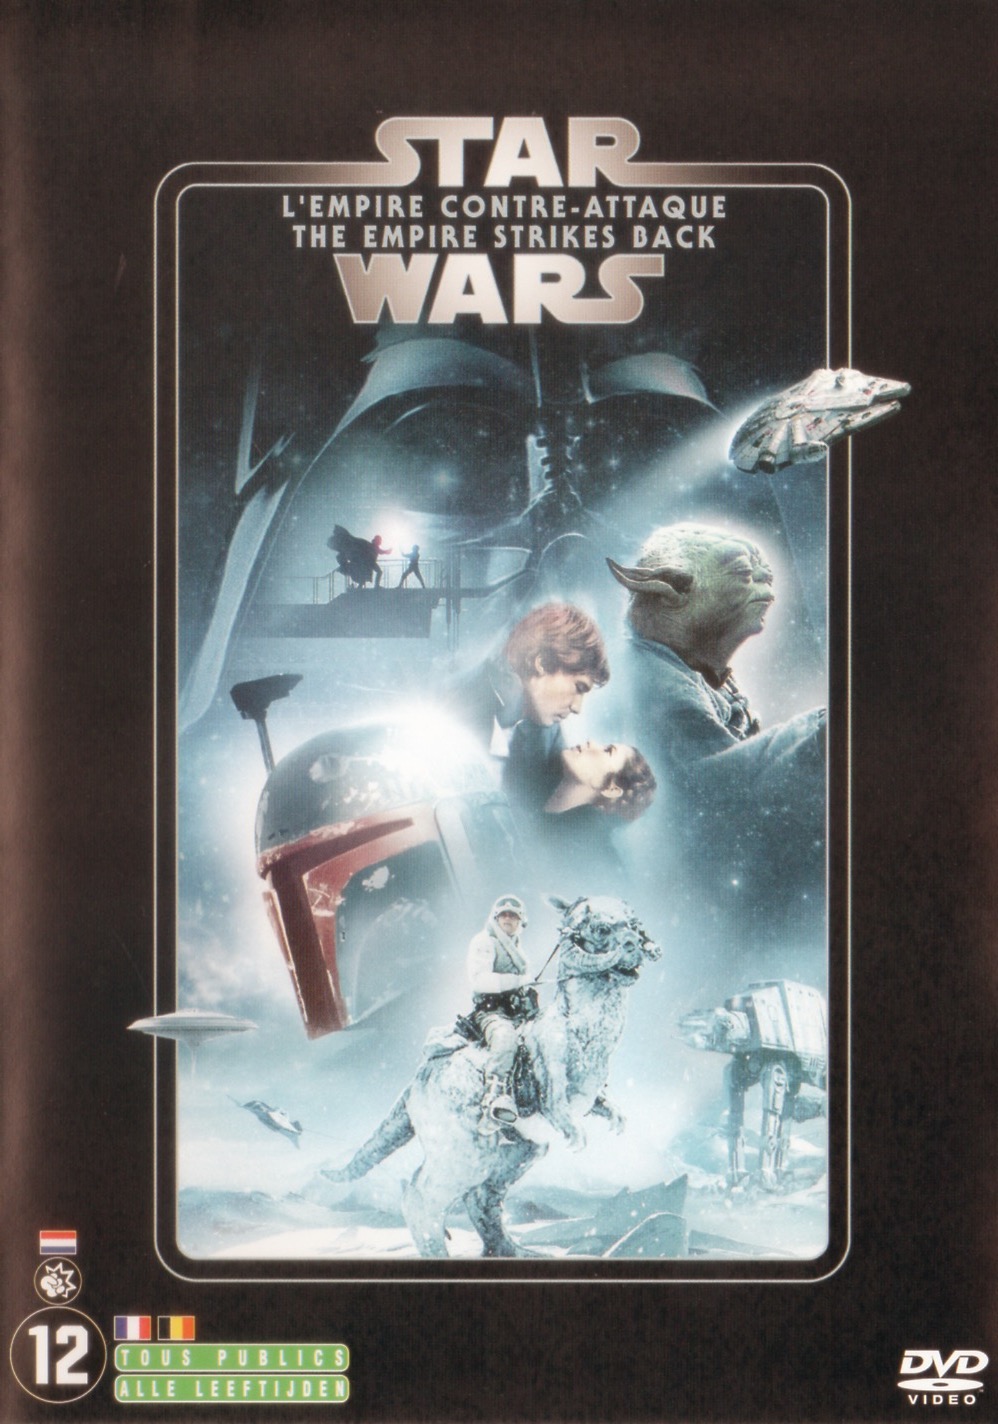 STAR
L'EMPIRE CONTRE-ATTAQUE
THE EMPIRE STRIKES BACK
WARS
12
TOUS PUBLICS
ALLE LEEFTIJDEN
DVD
VIDEO